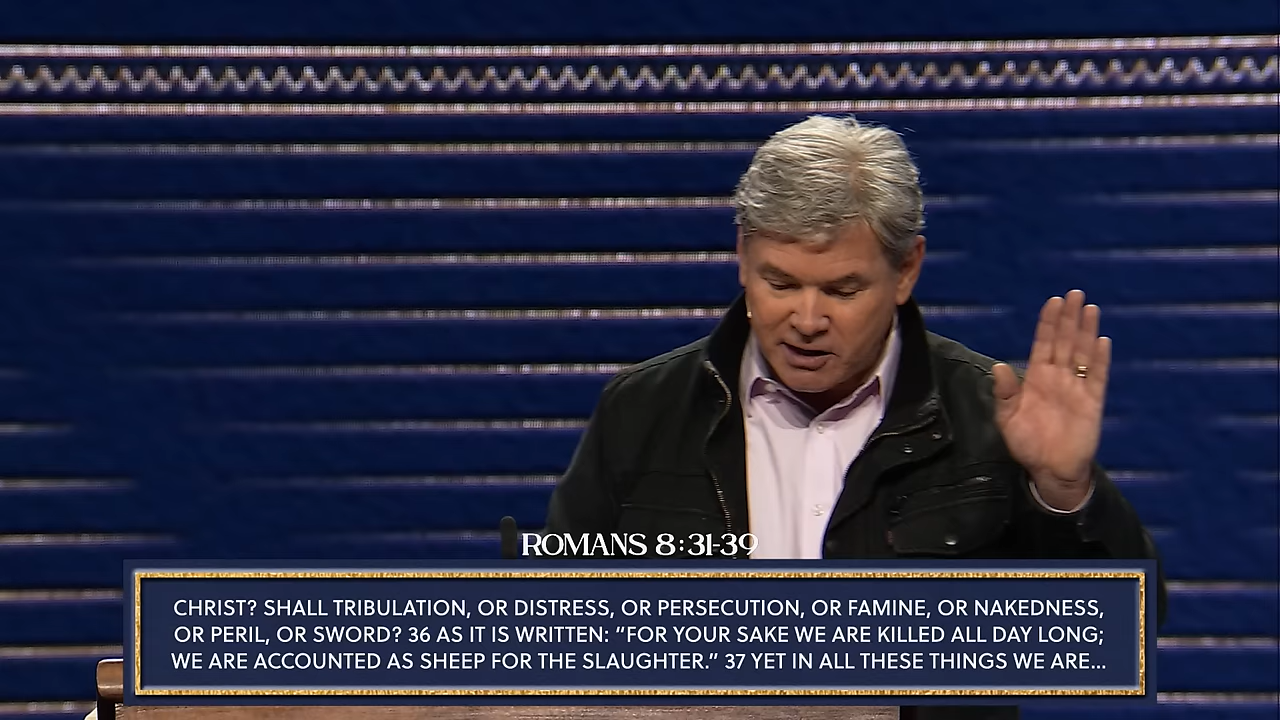 ROMANS 8:31-39
CHRIST? SHALL TRIBULATION, OR DISTRESS, OR PERSECUTION, OR FAMINE, OR NAKEDNESS,
OR PERIL, OR SWORD? 36 AS IT IS WRITTEN: “FOR YOUR SAKE WE ARE KILLED ALL DAY LONG;
WE ARE ACCOUNTED AS SHEEP FOR THE SLAUGHTER.” 37 YET IN ALL THESE THINGS WE ARE...